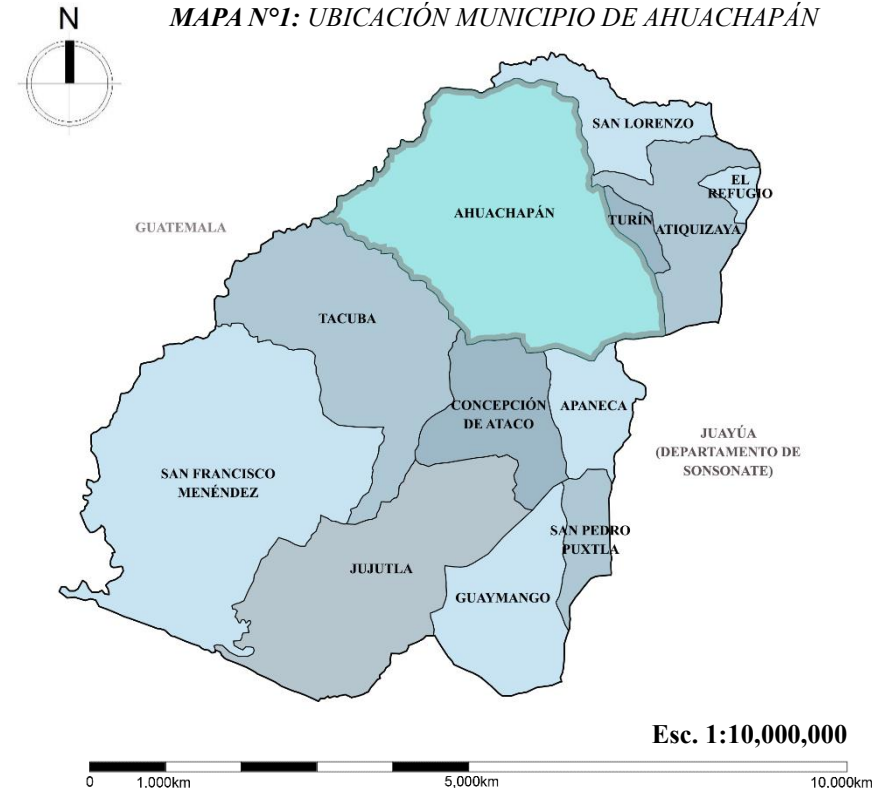 N
MAPA N°1: UBICACIÓN MUNICIPIO DE AHUACHAPÁN
SAN LORENZO
EL
REFUGIO
AHUACHAPÁN
TURÍN
ATIQUIZAYA
GUATEMALA
TACUBA
CONCEPCIÓN
DE ATACO
APANECA
JUAYÚA
(DEPARTAMENTO DE
SONSONATE)
SAN FRANCISCO
MENÉNDEZ
SAN PEDRO
PUXTLA
JUJUTLA
GUAYMANGO
Esc. 1:10,000,000
0 1.000km 5,000km 10.000km